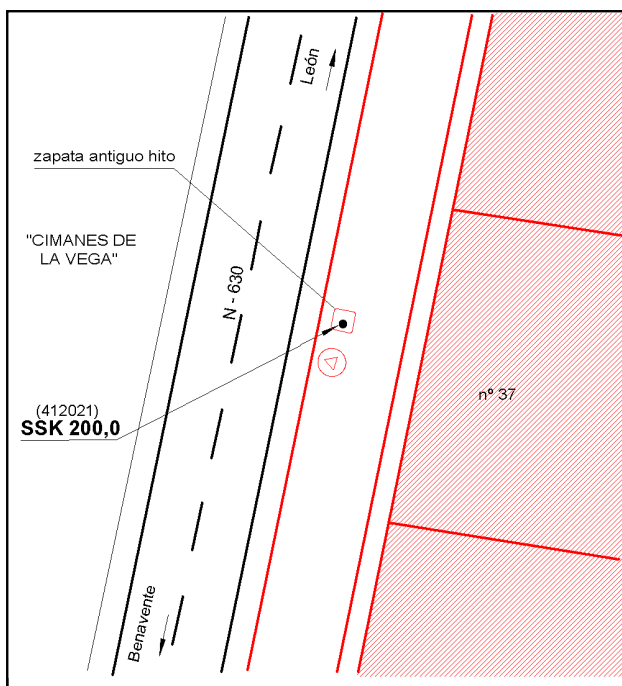 León
zapata antiguo hito
"CIMANES DE
LA VEGA"
N - 630
nº 37
(412021)
SSK 200,0
Benavente